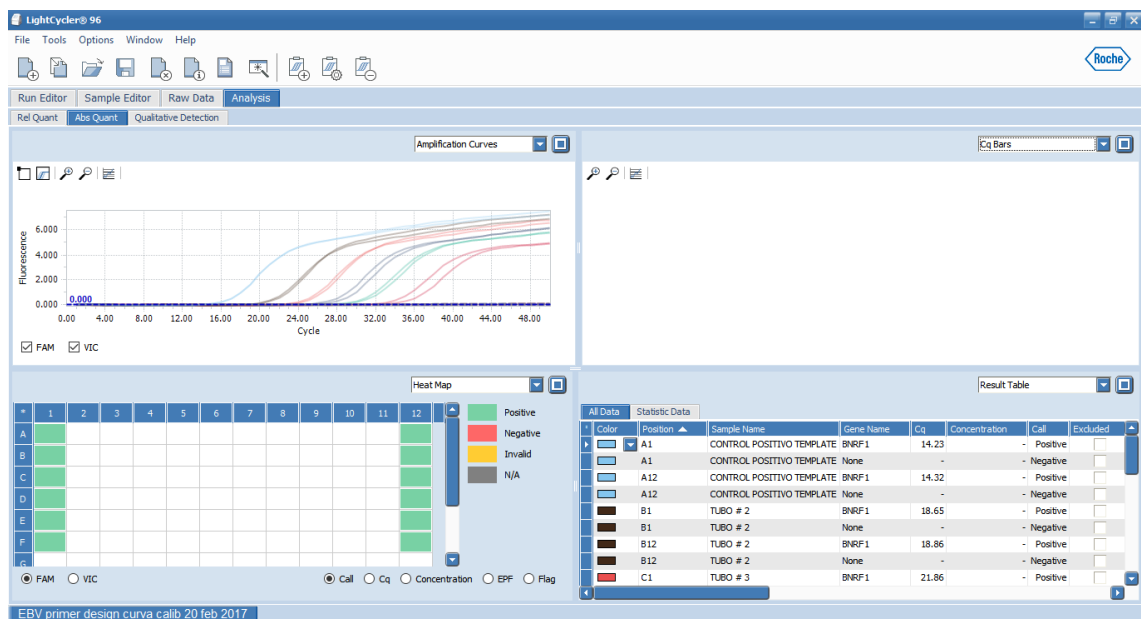 LightCycler® 96
File Tools Options Window Help
Roche
Run Editor Sample Editor Raw Data Analysis
Rel Quant Abs Quant Qualitative Detection
Amplification Curves
Fluorescence
6.000
4.000
2.000
0.000
0.000
0.00 4.00 8.00 12.00 16.00 20.00 24.00 28.00 32.00 36.00 40.00 44.00 48.00
Cycle
FAM VIC
Cq Bars
Heat Map
* 1 2 3 4 5 6 7 8 9 10 11 12
A
B
C
D
E
F
G
Positive
Negative
Invalid
N/A
FAM VIC Call Cq Concentration EPF Flag
Result Table
All Data Statistic Data
* Color Position Sample Name Gene Name Cq Concentration Call Excluded
A1 CONTROL POSITIVO TEMPLATE BNRF1 14.23 - Positive
A1 CONTROL POSITIVO TEMPLATE None - - Negative
A12 CONTROL POSITIVO TEMPLATE BNRF1 14.32 - Positive
A12 CONTROL POSITIVO TEMPLATE None - - Negative
B1 TUBO # 2 BNRF1 18.65 - Positive
B1 TUBO # 2 None - - Negative
B12 TUBO # 2 BNRF1 18.86 - Positive
B12 TUBO # 2 None - - Negative
C1 TUBO # 3 BNRF1 21.86 - Positive
EBV primer design curva calib 20 feb 2017